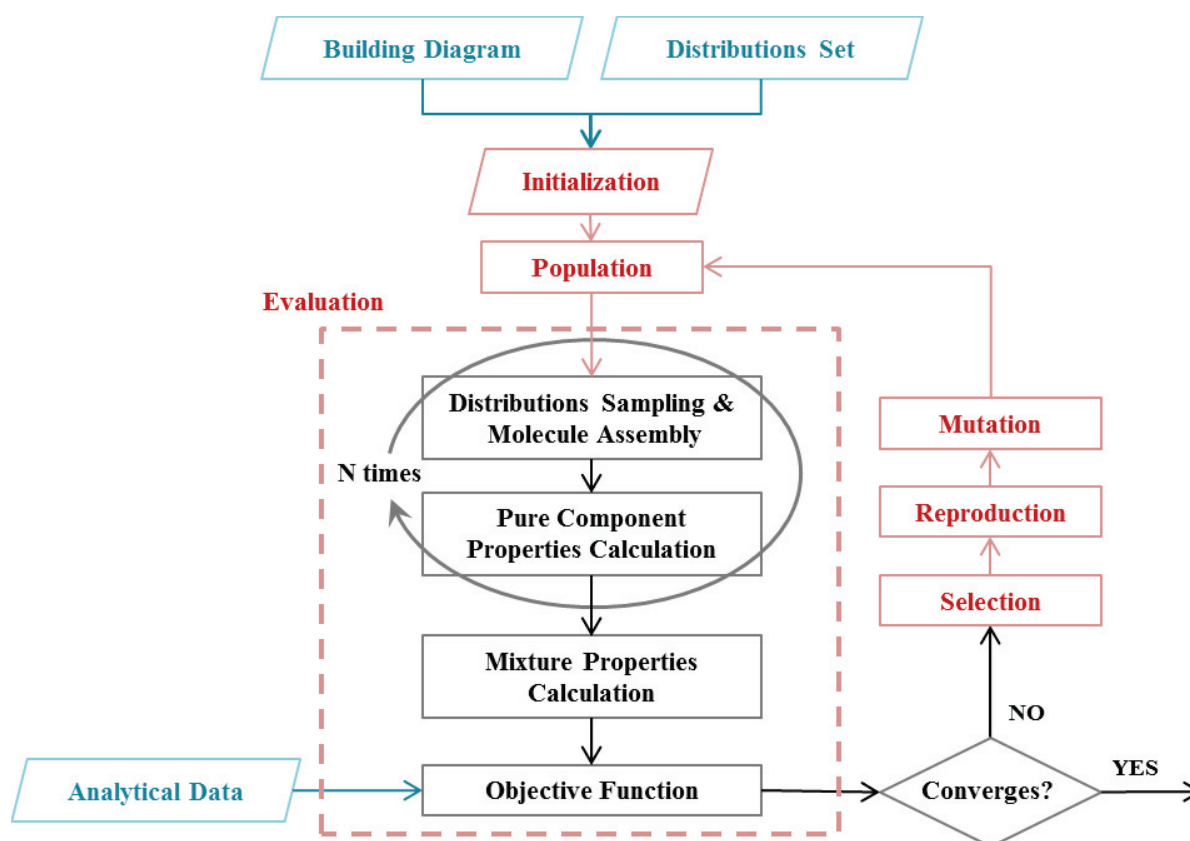 Building Diagram
Distributions Set
Initialization
Population
Evaluation
Distributions Sampling &
Molecule Assembly
N times
Pure Component
Properties Calculation
Mixture Properties
Calculation
Analytical Data
Objective Function
Converges?
YES
NO
Selection
Reproduction
Mutation